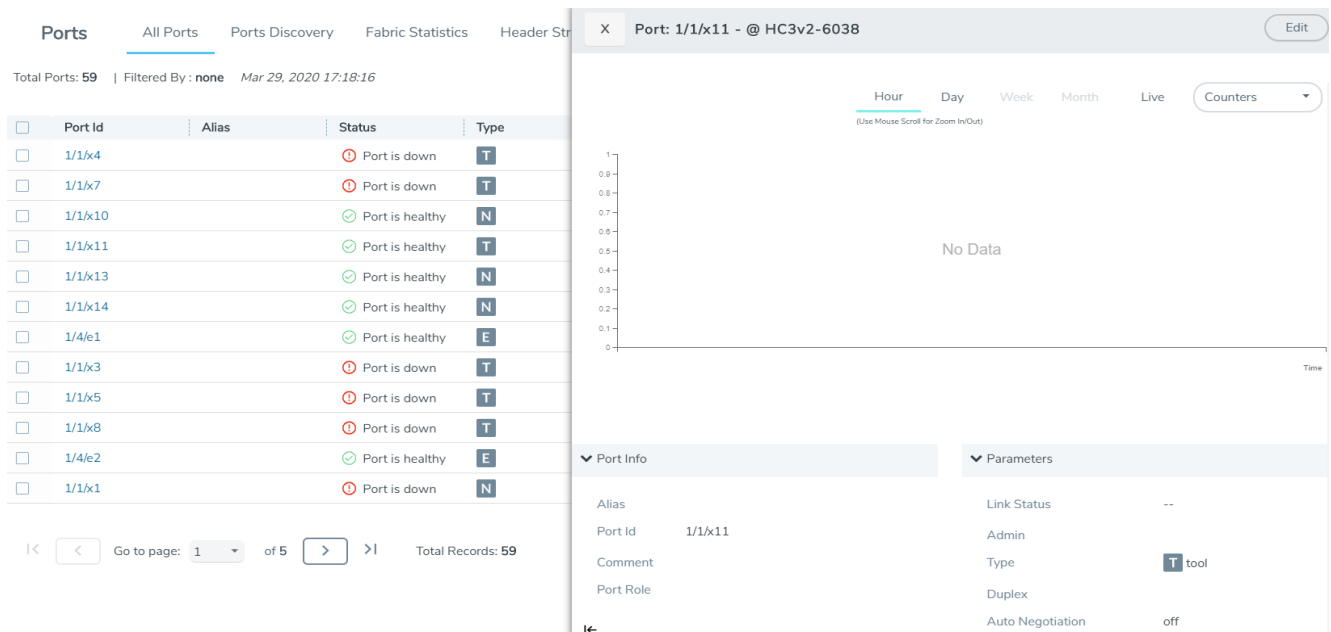 Ports All Ports Ports Discovery Fabric Statistics Header Str
Total Ports: 59 | Filtered By : none Mar 29, 2020 17:18:16
Port Id Alias Status Type
1/1/x4 Port is down T
1/1/x7 Port is down T
1/1/x10 Port is healthy N
1/1/x11 Port is healthy T
1/1/x13 Port is healthy N
1/1/x14 Port is healthy N
1/4/e1 Port is healthy E
1/1/x3 Port is down T
1/1/x5 Port is down T
1/1/x8 Port is down T
1/4/e2 Port is healthy E
1/1/x1 Port is down N
Go to page: 1 of 5 Total Records: 59
X Port: 1/1/x11 - @ HC3v2-6038 Edit
Hour Day Week Month Live Counters
(Use Mouse Scroll for Zoom In/Out)
1
0.9
0.8
0.7
0.6
0.5
0.4
0.3
0.2
0.1
0
No Data
Time
Port Info
Alias
Port Id 1/1/x11
Comment
Port Role
Parameters
Link Status --
Admin
Type T tool
Duplex
Auto Negotiation off